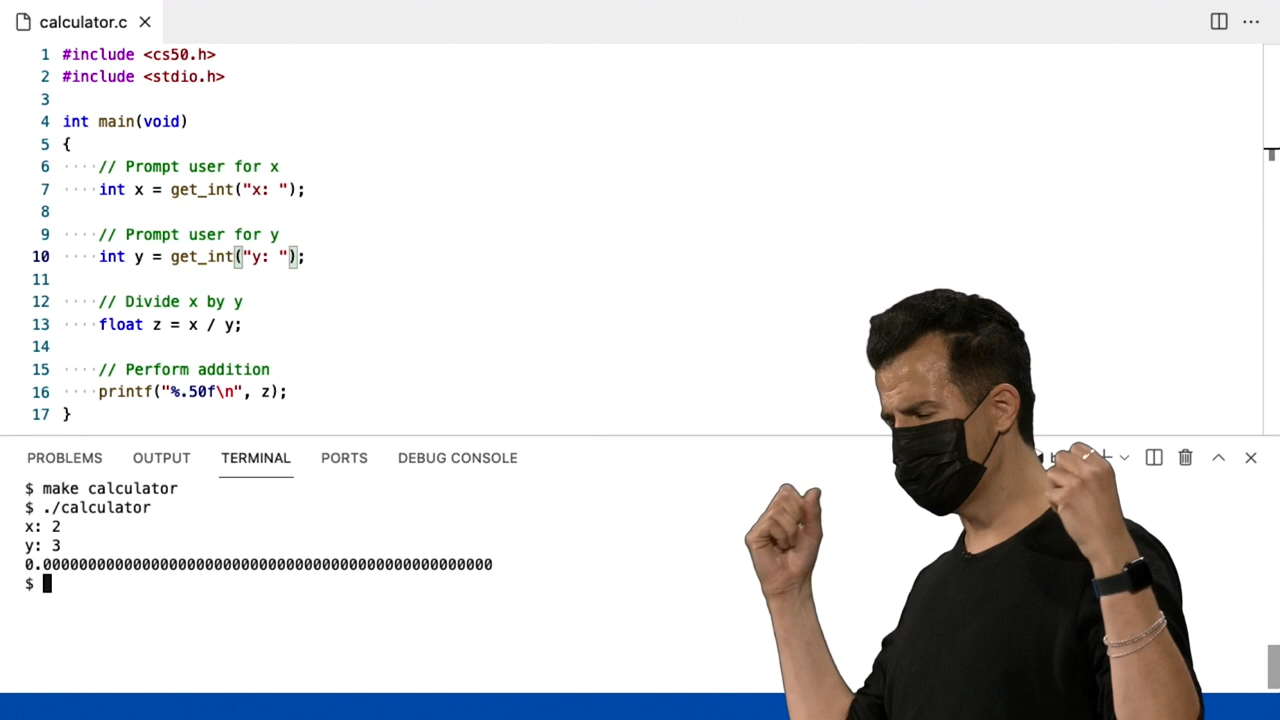 calculator.c
1 #include <cs50.h>
2 #include <stdio.h>
3
4 int main(void)
5 {
6 ····// Prompt user for x
7 ····int x = get_int("x: ");
8
9 ····// Prompt user for y
10 ····int y = get_int("y: ");
11
12 ····// Divide x by y
13 ····float z = x / y;
14
15 ····// Perform addition
16 ····printf("%.50f\n", z);
17 }
PROBLEMS OUTPUT TERMINAL PORTS DEBUG CONSOLE
$ make calculator
$ ./calculator
x: 2
y: 3
0.00000000000000000000000000000000000000000000000000
$